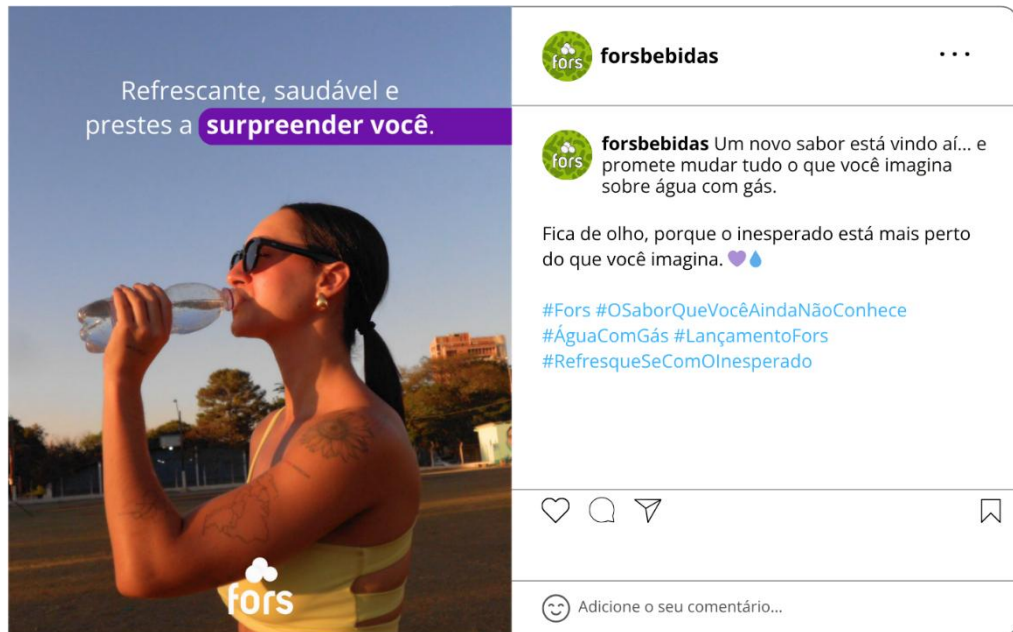 Refrescante, saudável e
prestes a surpreender você.
fors
fors
forsbebidas
fors
forsbebidas Um novo sabor está vindo aí... e
promete mudar tudo o que você imagina
sobre água com gás.
Fica de olho, porque o inesperado está mais perto
do que você imagina. 💜💧
#Fors #OSaborQueVocêAindaNãoConhece
#ÁguaComGás #LançamentoFors
#RefresqueSeComOInesperado
Adicione o seu comentário...